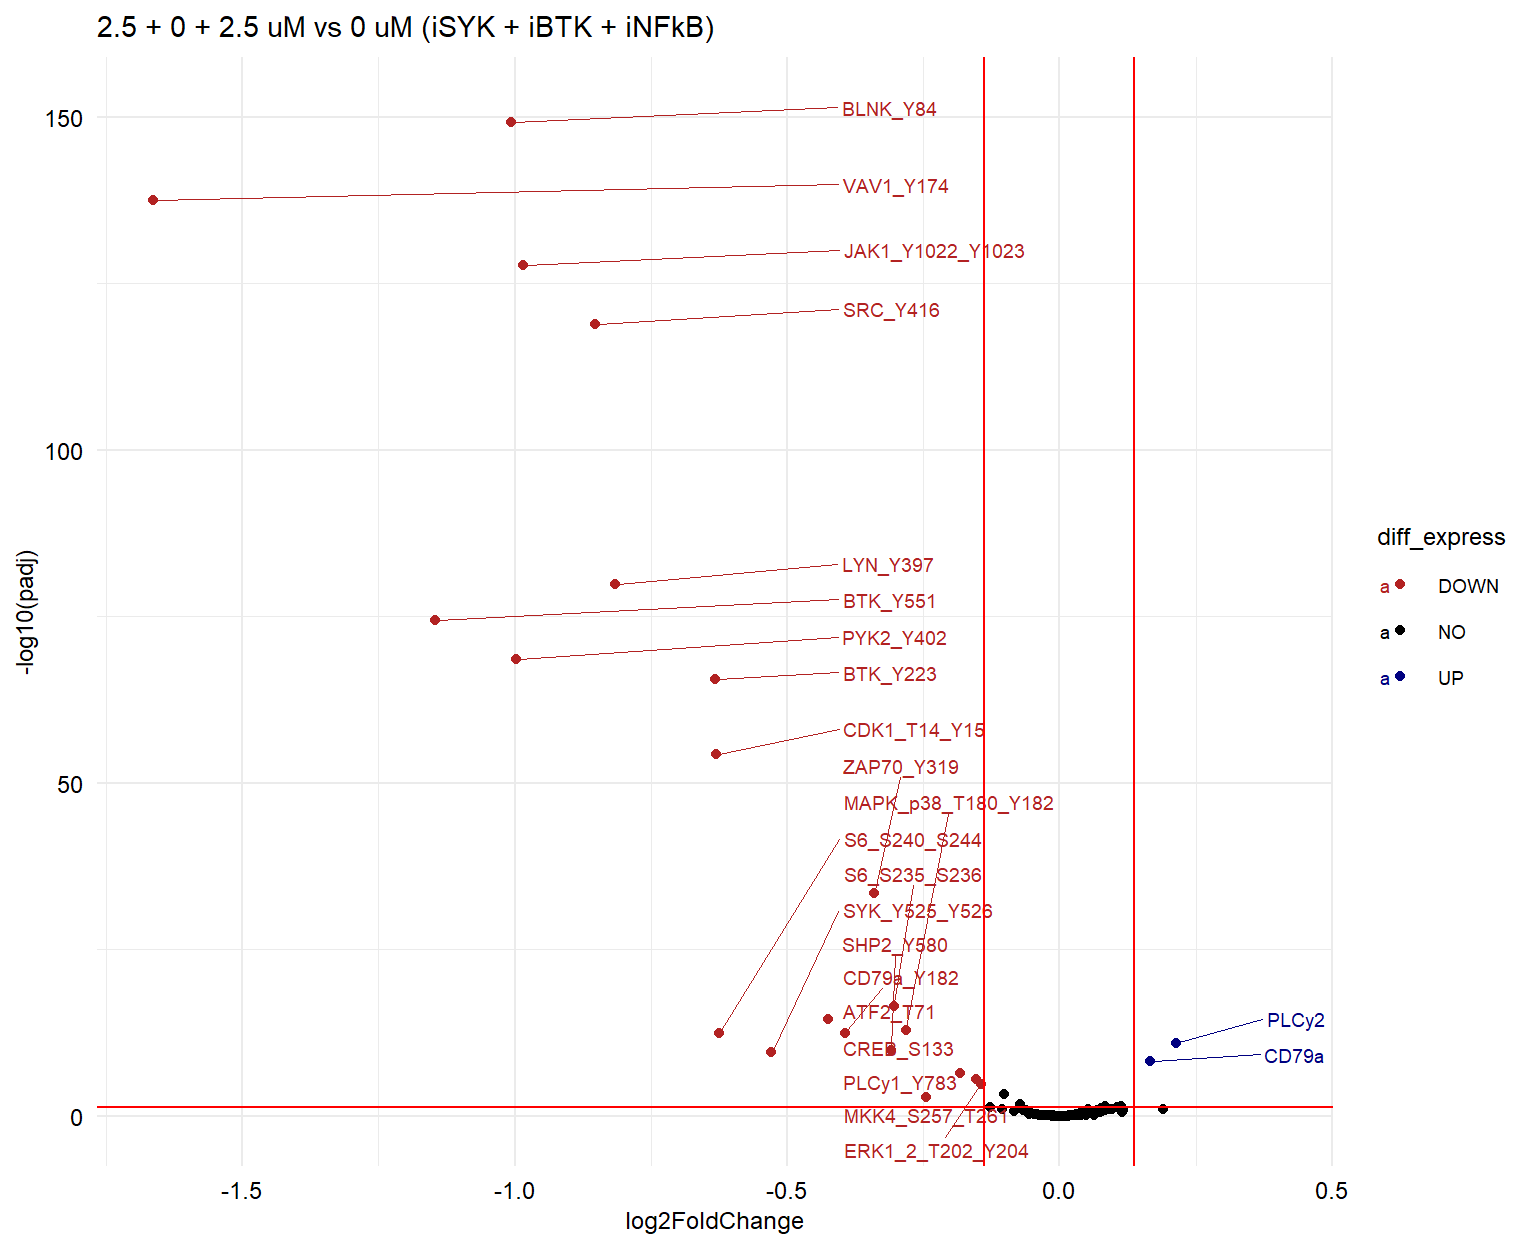 2.5 + 0 + 2.5 uM vs 0 uM (iSYK + iBTK + iNFkB)
150
100
50
0
-log10(padj)
BLNK_Y84
VAV1_Y174
JAK1_Y1022_Y1023
SRC_Y416
LYN_Y397
BTK_Y551
PYK2_Y402
BTK_Y223
CDK1_T14_Y15
ZAP70_Y319
MAPK_p38_T180_Y182
S6_S240_S244
S6_S235_S236
SYK_Y525_Y526
SHP2_Y580
CD79a_Y182
ATF2_T71
CREB_S133
PLCy1_Y783
MKK4_S257_T261
ERK1_2_T202_Y204
PLCy2
CD79a
-1.5
-1.0
-0.5
0.0
0.5
log2FoldChange
diff_express
a DOWN
a NO
a UP